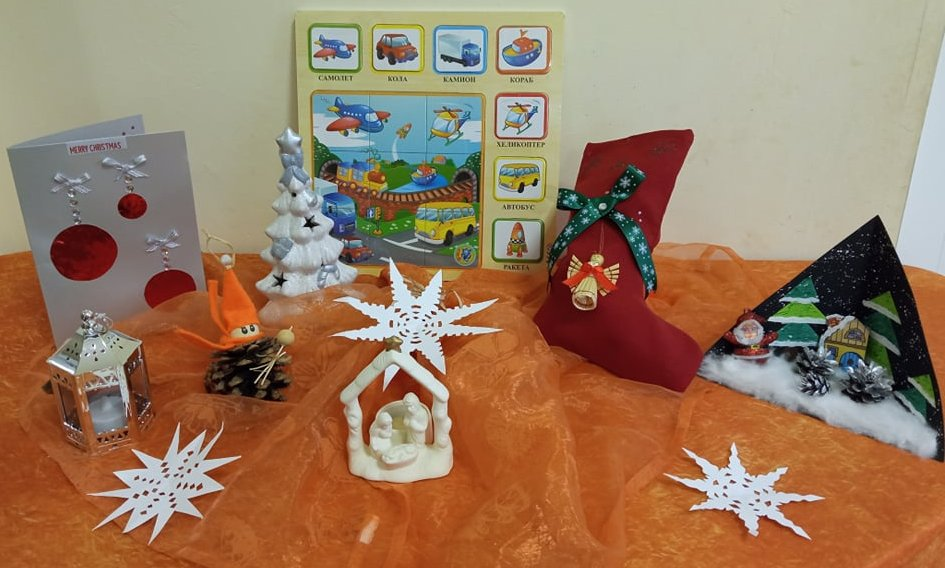 MERRY CHRISTMAS
САМОЛЕТ
КОЛА
КАМИОН
КОРАБ
ХЕЛИКОПТЕР
АВТОБУС
РАКЕТА